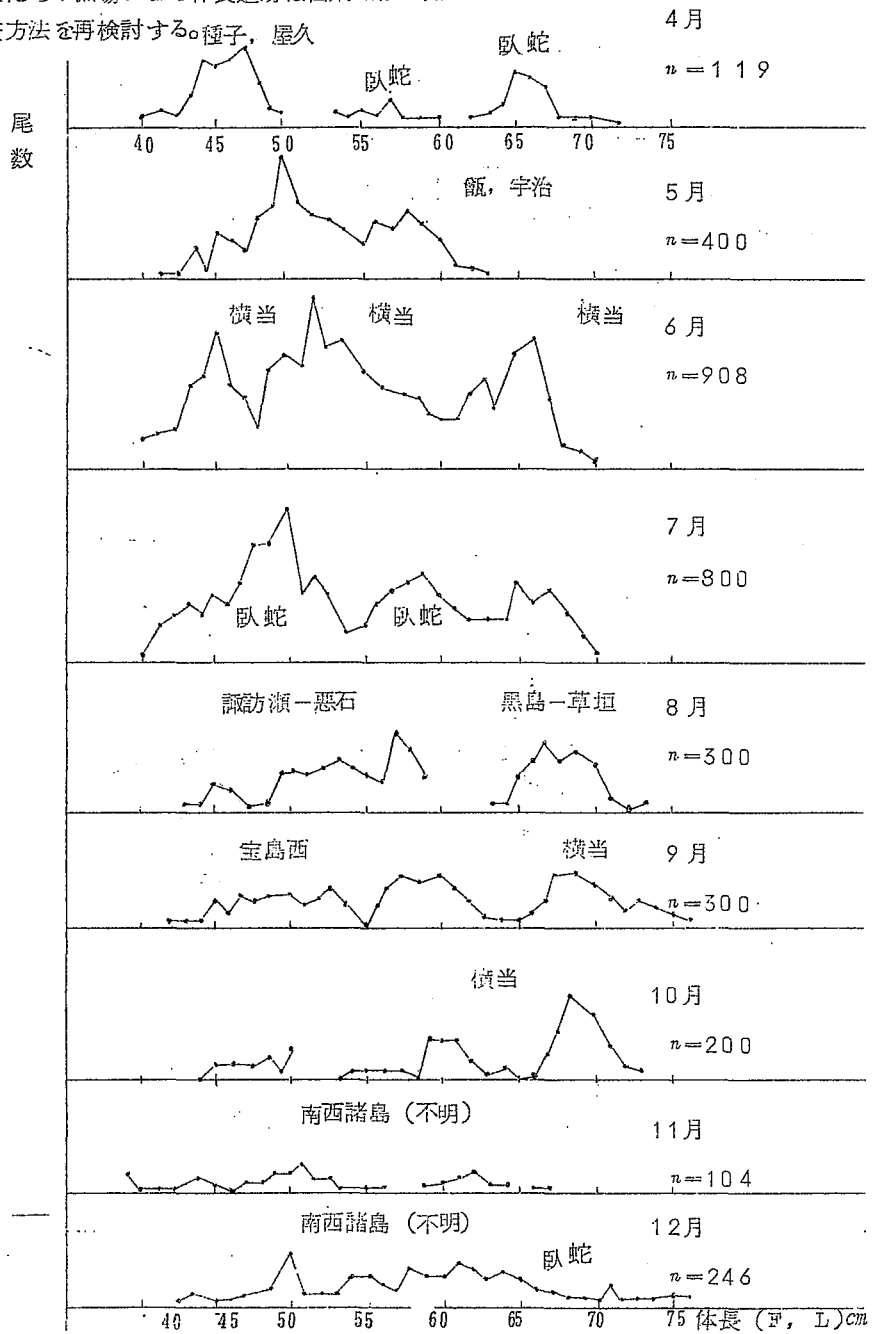 方法を再検討する。
種子，屋久
臥蛇
臥蛇
4月
n=119
尾数
40 45 50 55 60 65 70 75
甑，宇治
5月
n=400
横当 横当 横当
6月
n=908
7月
n=800
臥蛇 臥蛇
諏訪瀬－悪石 黒島－草垣
8月
n=300
宝島西 横当
9月
n=300
横当
10月
n=200
南西諸島（不明）
11月
n=104
南西諸島（不明）
12月
臥蛇
n=246
40 45 50 55 60 65 70 75 体長（F，L）cm